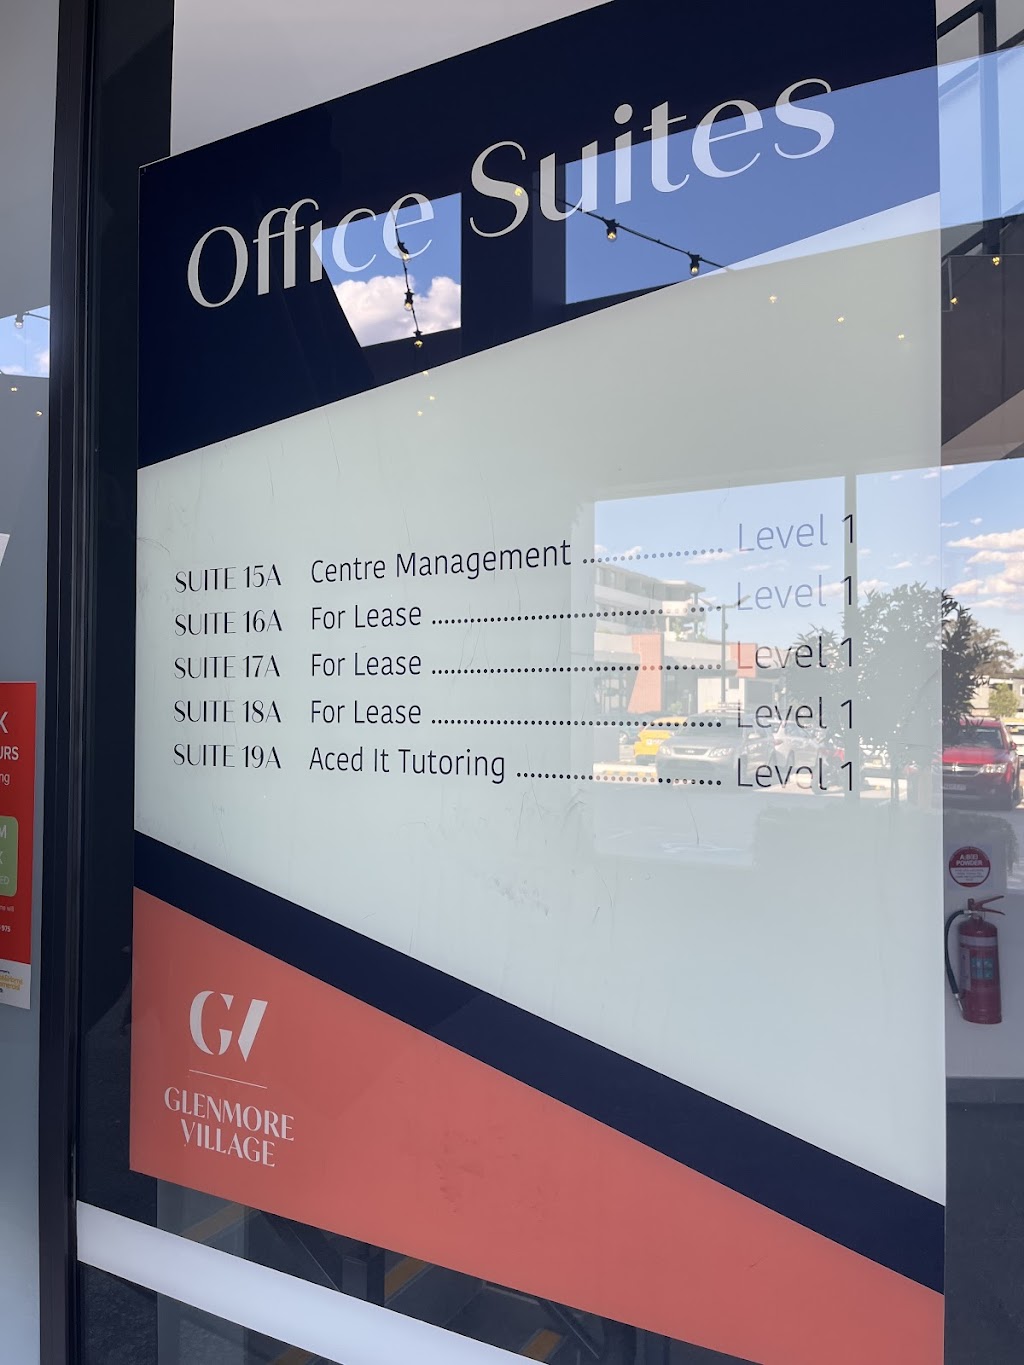 Office Suites
SUITE 15A Centre Management ..................... Level 1
SUITE 16A For Lease ............................................ Level 1
SUITE 17A For Lease ............................................ Level 1
SUITE 18A For Lease ............................................ Level 1
SUITE 19A Aced It Tutoring ............................... Level 1
GV
GLENMORE
VILLAGE
POWDER